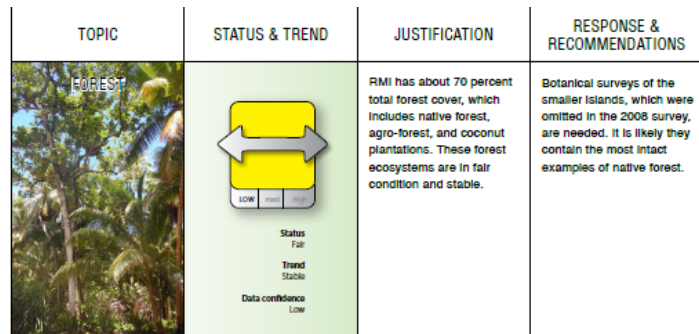 TOPIC
STATUS & TREND
JUSTIFICATION
RESPONSE &
RECOMMENDATIONS
FOREST
LOW med high
Status
Fair
Trend
Stable
Data confidence
Low
RMI has about 70 percent
total forest cover, which
includes native forest,
agro-forest, and coconut
plantations. These forest
ecosystems are in fair
condition and stable.
Botanical surveys of the
smaller islands, which were
omitted in the 2008 survey,
are needed. It is likely they
contain the most intact
examples of native forest.